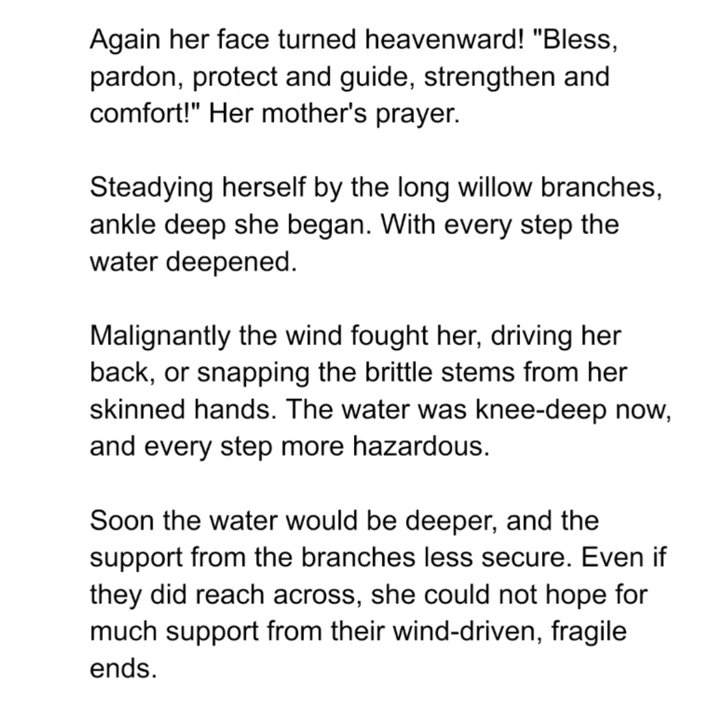 Again her face turned heavenward! "Bless,
pardon, protect and guide, strengthen and
comfort!" Her mother's prayer.
Steadying herself by the long willow branches,
ankle deep she began. With every step the
water deepened.
Malignantly the wind fought her, driving her
back, or snapping the brittle stems from her
skinned hands. The water was knee-deep now,
and every step more hazardous.
Soon the water would be deeper, and the
support from the branches less secure. Even if
they did reach across, she could not hope for
much support from their wind-driven, fragile
ends.